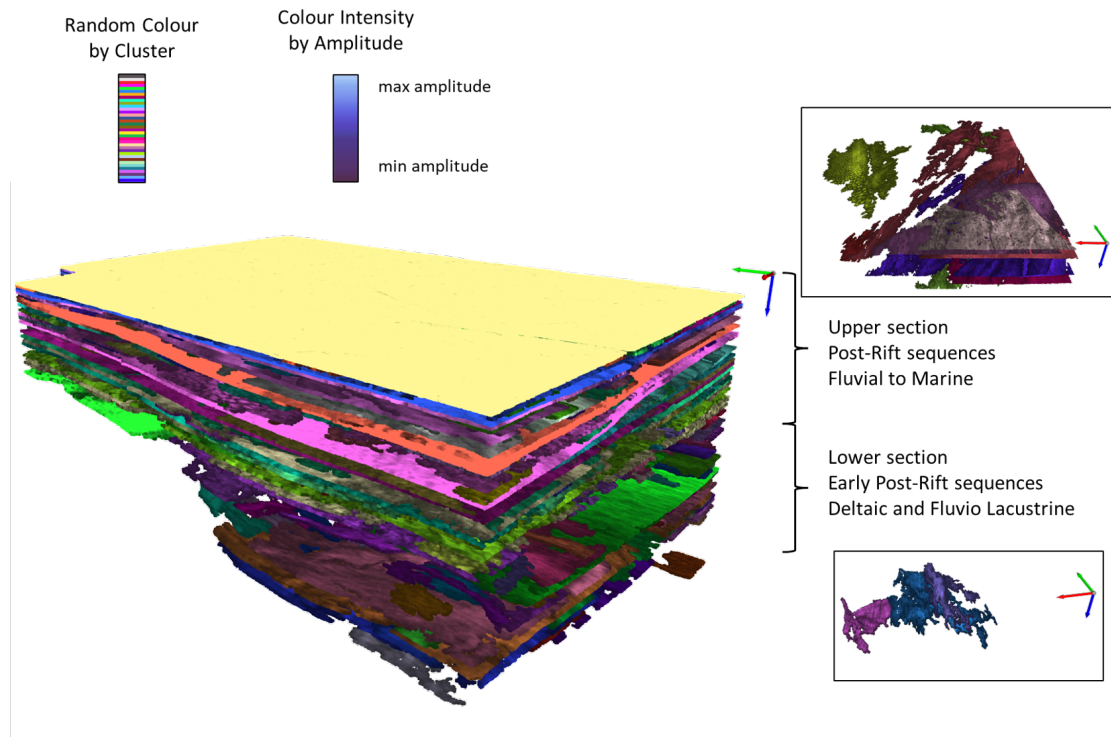 Random Colour
by Cluster
Colour Intensity
by Amplitude
max amplitude
min amplitude
Upper section
Post-Rift sequences
Fluvial to Marine
Lower section
Early Post-Rift sequences
Deltaic and Fluvio Lacustrine